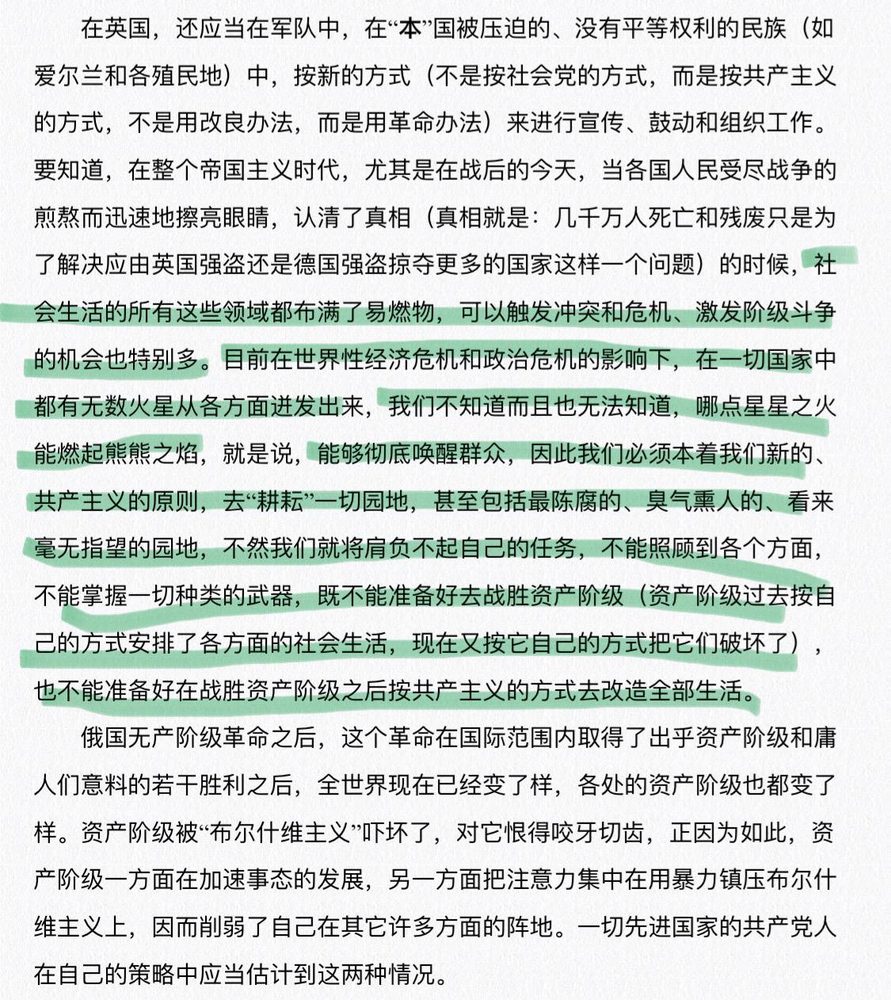 在英国，还应当在军队中，在“本”国被压迫的、没有平等权利的民族（如
爱尔兰和各殖民地）中，按新的方式（不是按社会党的方式，而是按共产主义
的方式，不是用改良办法，而是用革命办法）来进行宣传、鼓动和组织工作。
要知道，在整个帝国主义时代，尤其是在战后的今天，当各国人民受尽战争的
煎熬而迅速地擦亮眼睛，认清了真相（真相就是：几千万人死亡和残废只是为
了解决应由英国强盗还是德国强盗掠夺更多的国家这样一个问题）的时候，社
会生活的所有这些领域都布满了易燃物，可以触发冲突和危机、激发阶级斗争
的机会也特别多。目前在世界性经济危机和政治危机的影响下，在一切国家中
都有无数火星从各方面迸发出来，我们不知道而且也无法知道，哪点星星之火
能燃起熊熊之焰，就是说，能够彻底唤醒群众，因此我们必须本着我们新的、
共产主义的原则，去“耕耘”一切园地，甚至包括最陈腐的、臭气熏人的、看来
毫无指望的园地，不然我们就将肩负不起自己的任务，不能照顾到各个方面，
不能掌握一切种类的武器，既不能准备好去战胜资产阶级（资产阶级过去按自
己的方式安排了各方面的社会生活，现在又按它自己的方式把它们破坏了），
也不能准备好在战胜资产阶级之后按共产主义的方式去改造全部生活。
俄国无产阶级革命之后，这个革命在国际范围内取得了出乎资产阶级和庸
人们意料的若干胜利之后，全世界现在已经变了样，各处的资产阶级也都变了
样。资产阶级被“布尔什维主义”吓坏了，对它恨得咬牙切齿，正因为如此，资
产阶级一方面在加速事态的发展，另一方面把注意力集中在用暴力镇压布尔什
维主义上，因而削弱了自己在其它许多方面的阵地。一切先进国家的共产党人
在自己的策略中应当估计到这两种情况。